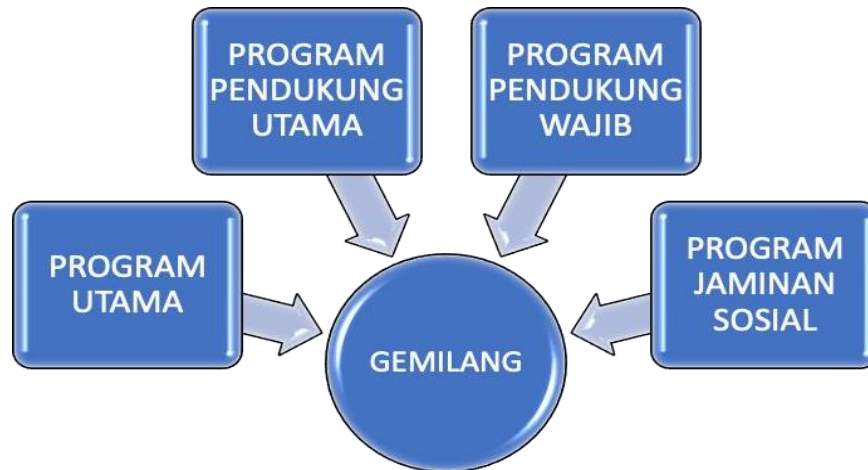 PROGRAM
UTAMA
PROGRAM
PENDUKUNG
UTAMA
PROGRAM
PENDUKUNG
WAJIB
PROGRAM
JAMINAN
SOSIAL
GEMILANG